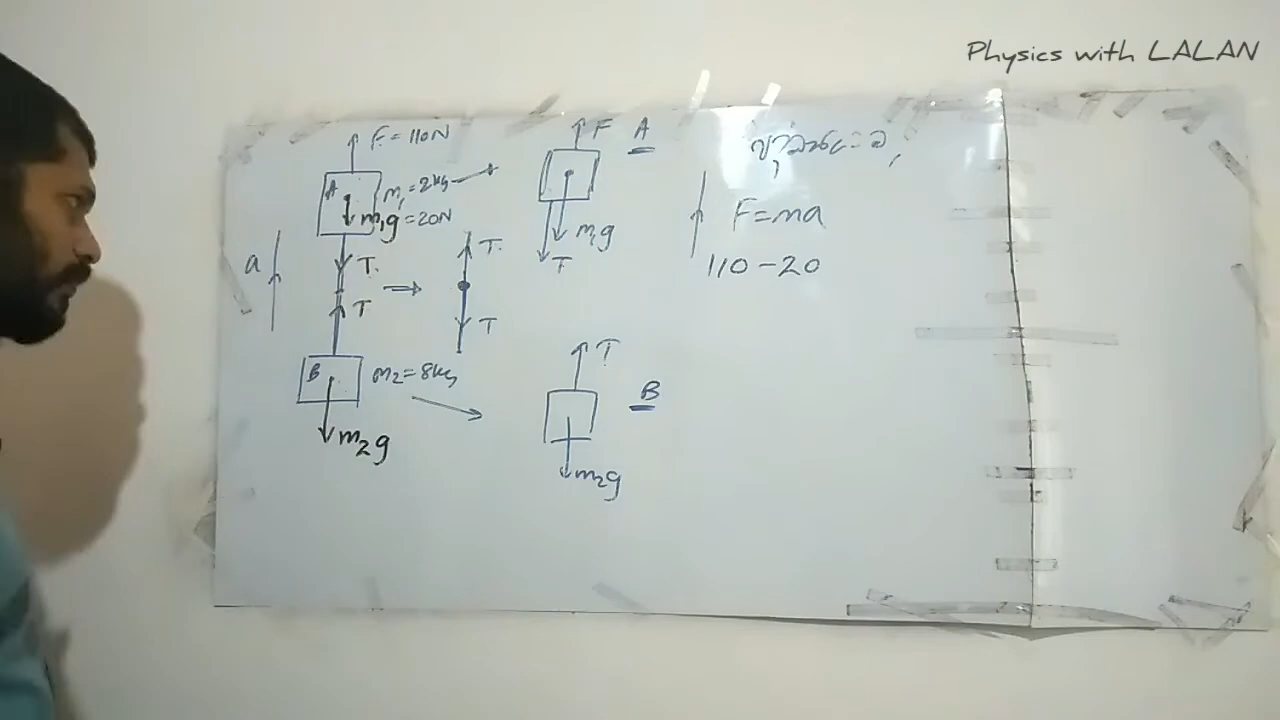 Physics with LALAN
F = 110N
A
m₁ = 2kg
m₁g = 20N
T
T
a
B
m₂ = 8kg
m₂g
T
T
F
A
m₁g
T
T
B
m₂g
F = ma
110 - 20